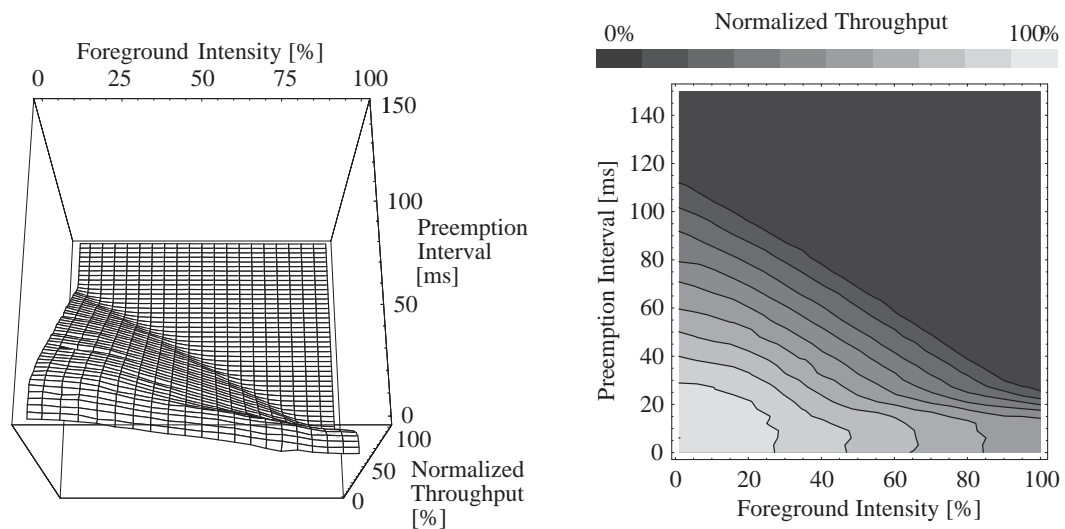 Foreground Intensity [%]
0 25 50 75 100
150
100
Preemption
Interval
[ms]
50
0
100
50
0
Normalized
Throughput
[%]
Normalized Throughput
0% 100%
140
120
100
80
60
40
20
0
Preemption Interval [ms]
0 20 40 60 80 100
Foreground Intensity [%]